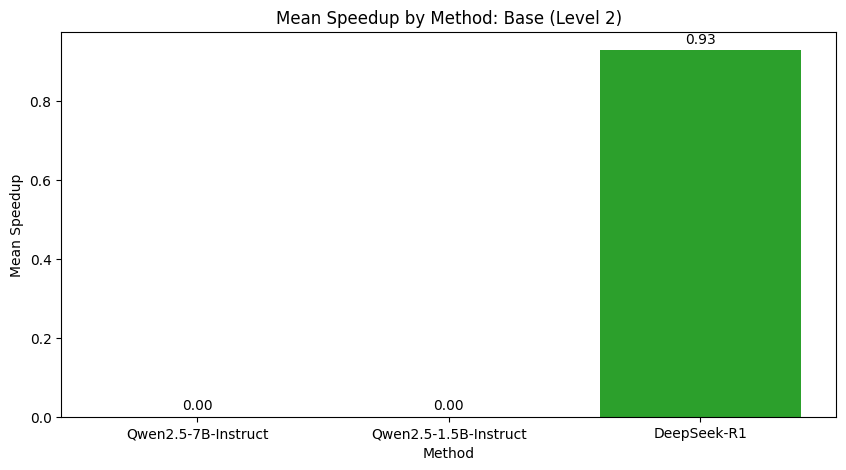 Mean Speedup by Method: Base (Level 2)
0.93
0.8
0.6
0.4
0.2
0.0
Mean Speedup
0.00
0.00
Qwen2.5-7B-Instruct
Qwen2.5-1.5B-Instruct
DeepSeek-R1
Method